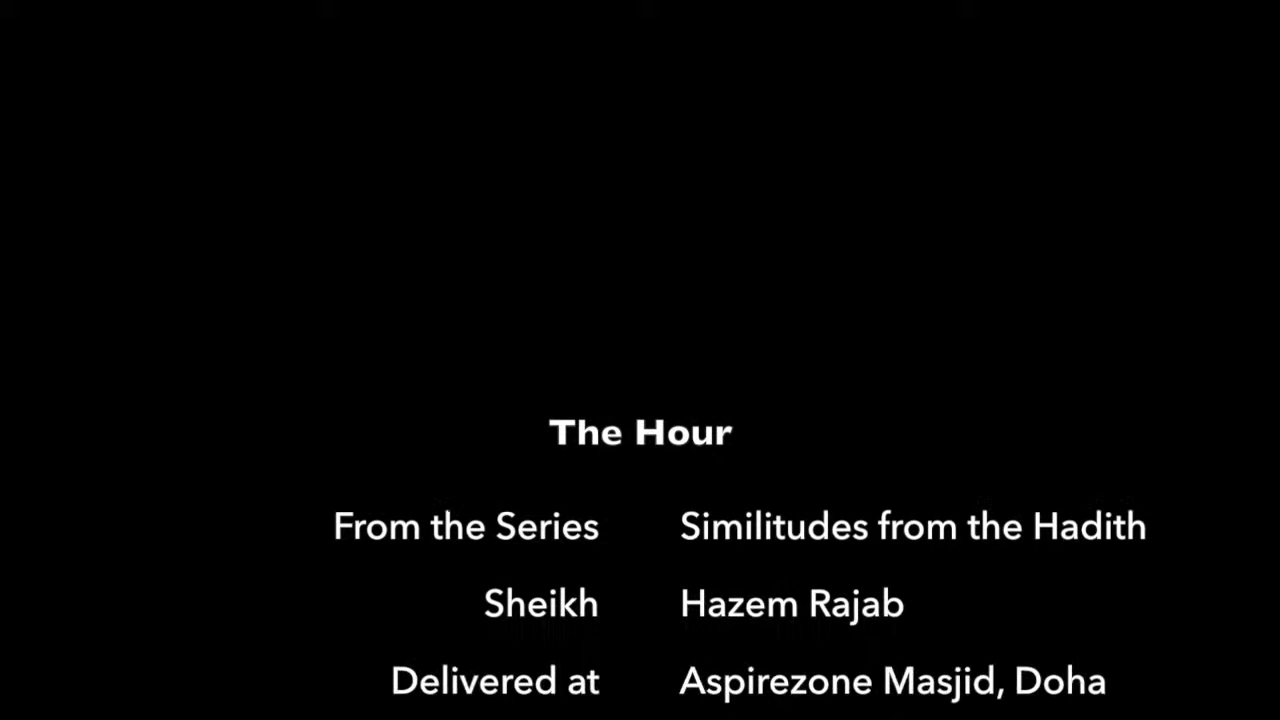 The Hour
From the Series Similitudes from the Hadith
Sheikh Hazem Rajab
Delivered at Aspirezone Masjid, Doha